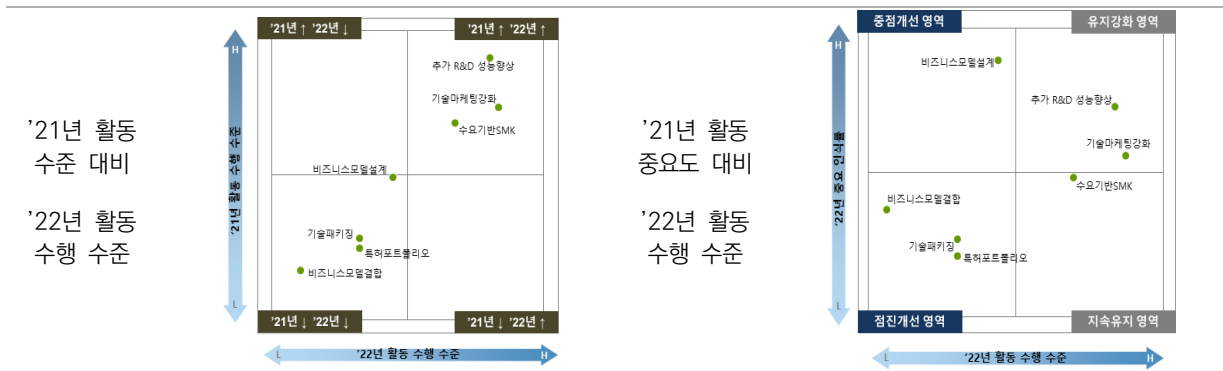 '21년 활동
수준 대비
'22년 활동
수행 수준
'21년 ↑ '22년 ↓
'21년 ↑ '22년 ↑
H
'21년 활동 수행 수준
L
추가 R&D 성능향상
기술마케팅강화
수요기반SMK
비즈니스모델설계
기술패키징
특허포트폴리오
비즈니스모델결합
'21년 ↓ '22년 ↓
'21년 ↓ '22년 ↑
L
'22년 활동 수행 수준
H
'21년 활동
중요도 대비
'22년 활동
수행 수준
중점개선 영역
유지강화 영역
H
'22년 중요 인식률
L
비즈니스모델설계
추가 R&D 성능향상
기술마케팅강화
수요기반SMK
비즈니스모델결합
기술패키징
특허포트폴리오
점진개선 영역
지속유지 영역
L
'22년 활동 수행 수준
H